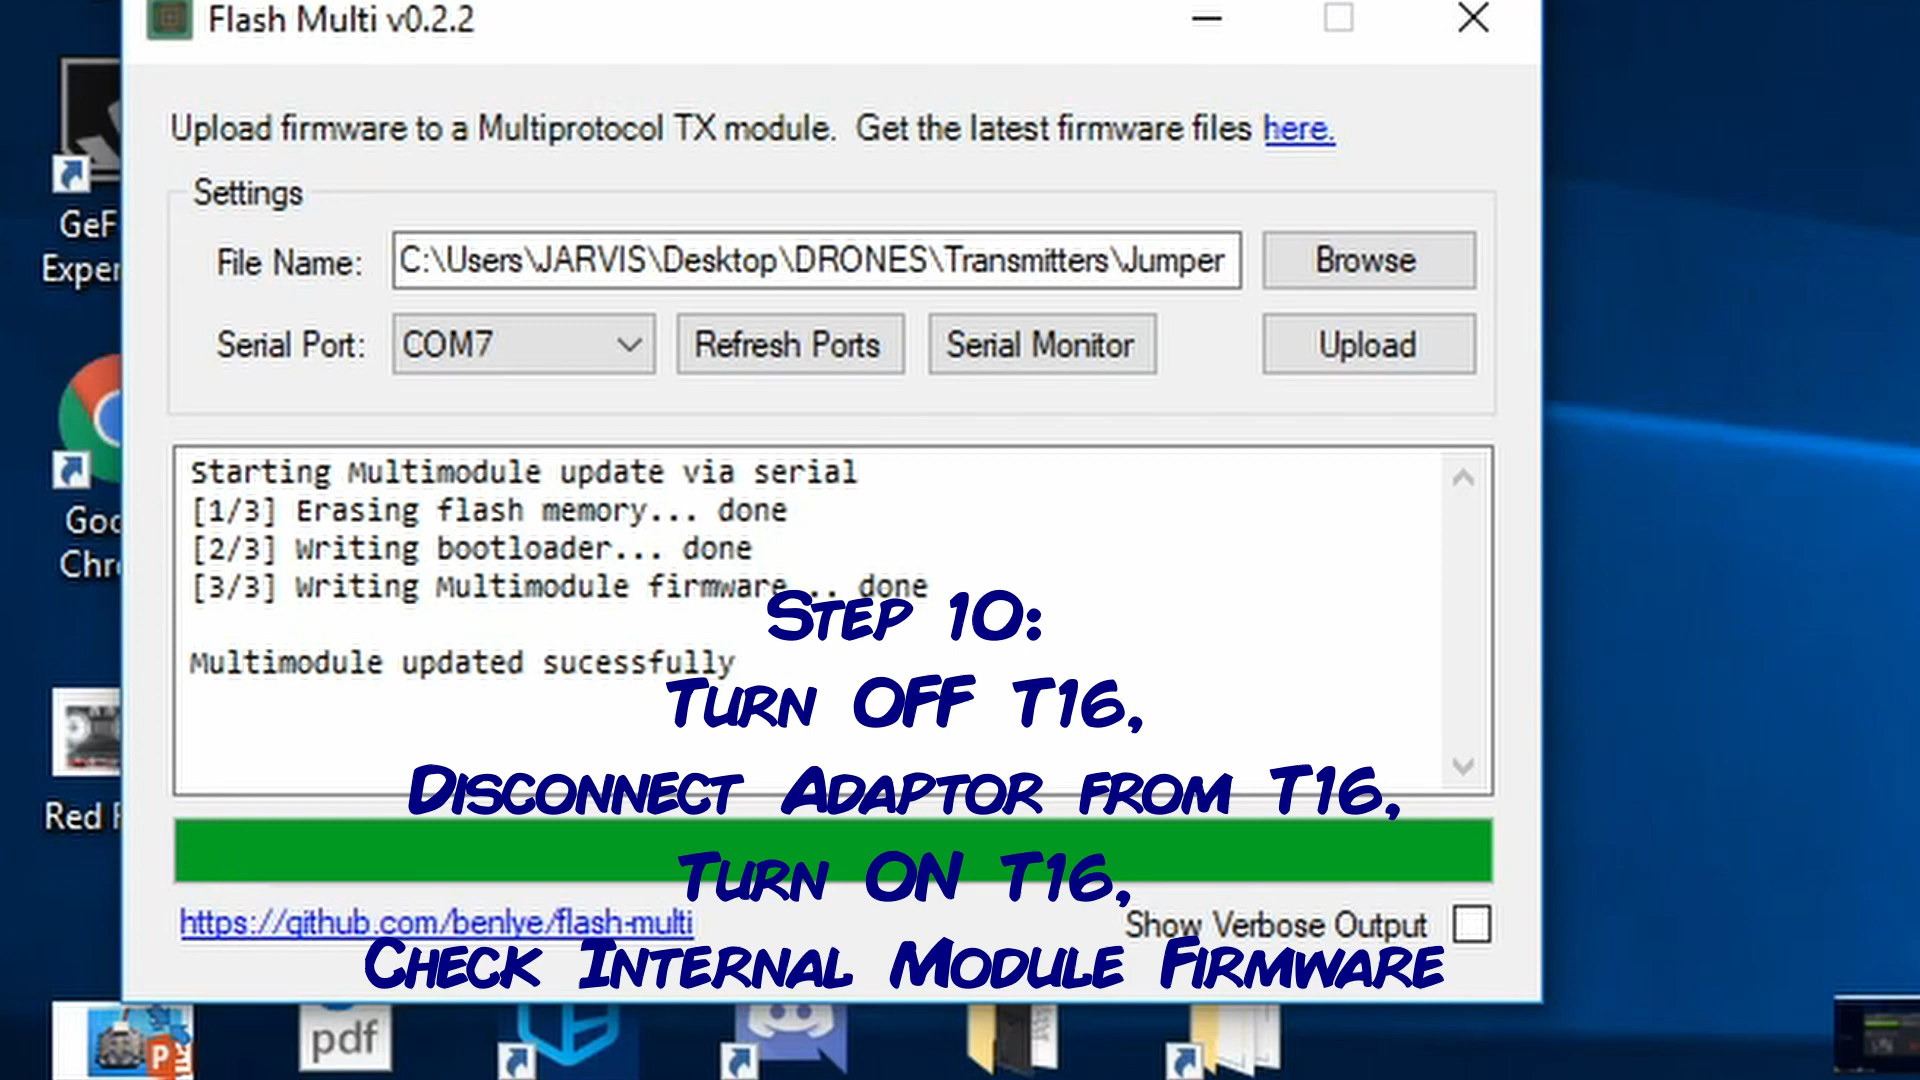 Flash Multi v0.2.2
Upload firmware to a Multiprotocol TX module.  Get the latest firmware files here.
Settings
File Name: C:\Users\JARVIS\Desktop\DRONES\Transmitters\Jumper Browse
Serial Port: COM7 Refresh Ports Serial Monitor Upload
Starting Multimodule update via serial
[1/3] Erasing flash memory... done
[2/3] Writing bootloader... done
[3/3] Writing Multimodule firmware... done
Multimodule updated sucessfully
Step 10:
Turn OFF T16,
Disconnect Adaptor from T16,
Turn ON T16,
Check Internal Module Firmware
https://github.com/benlye/flash-multi
Show Verbose Output
GeF
Exper
Goo
Chr
Red
pdf
P